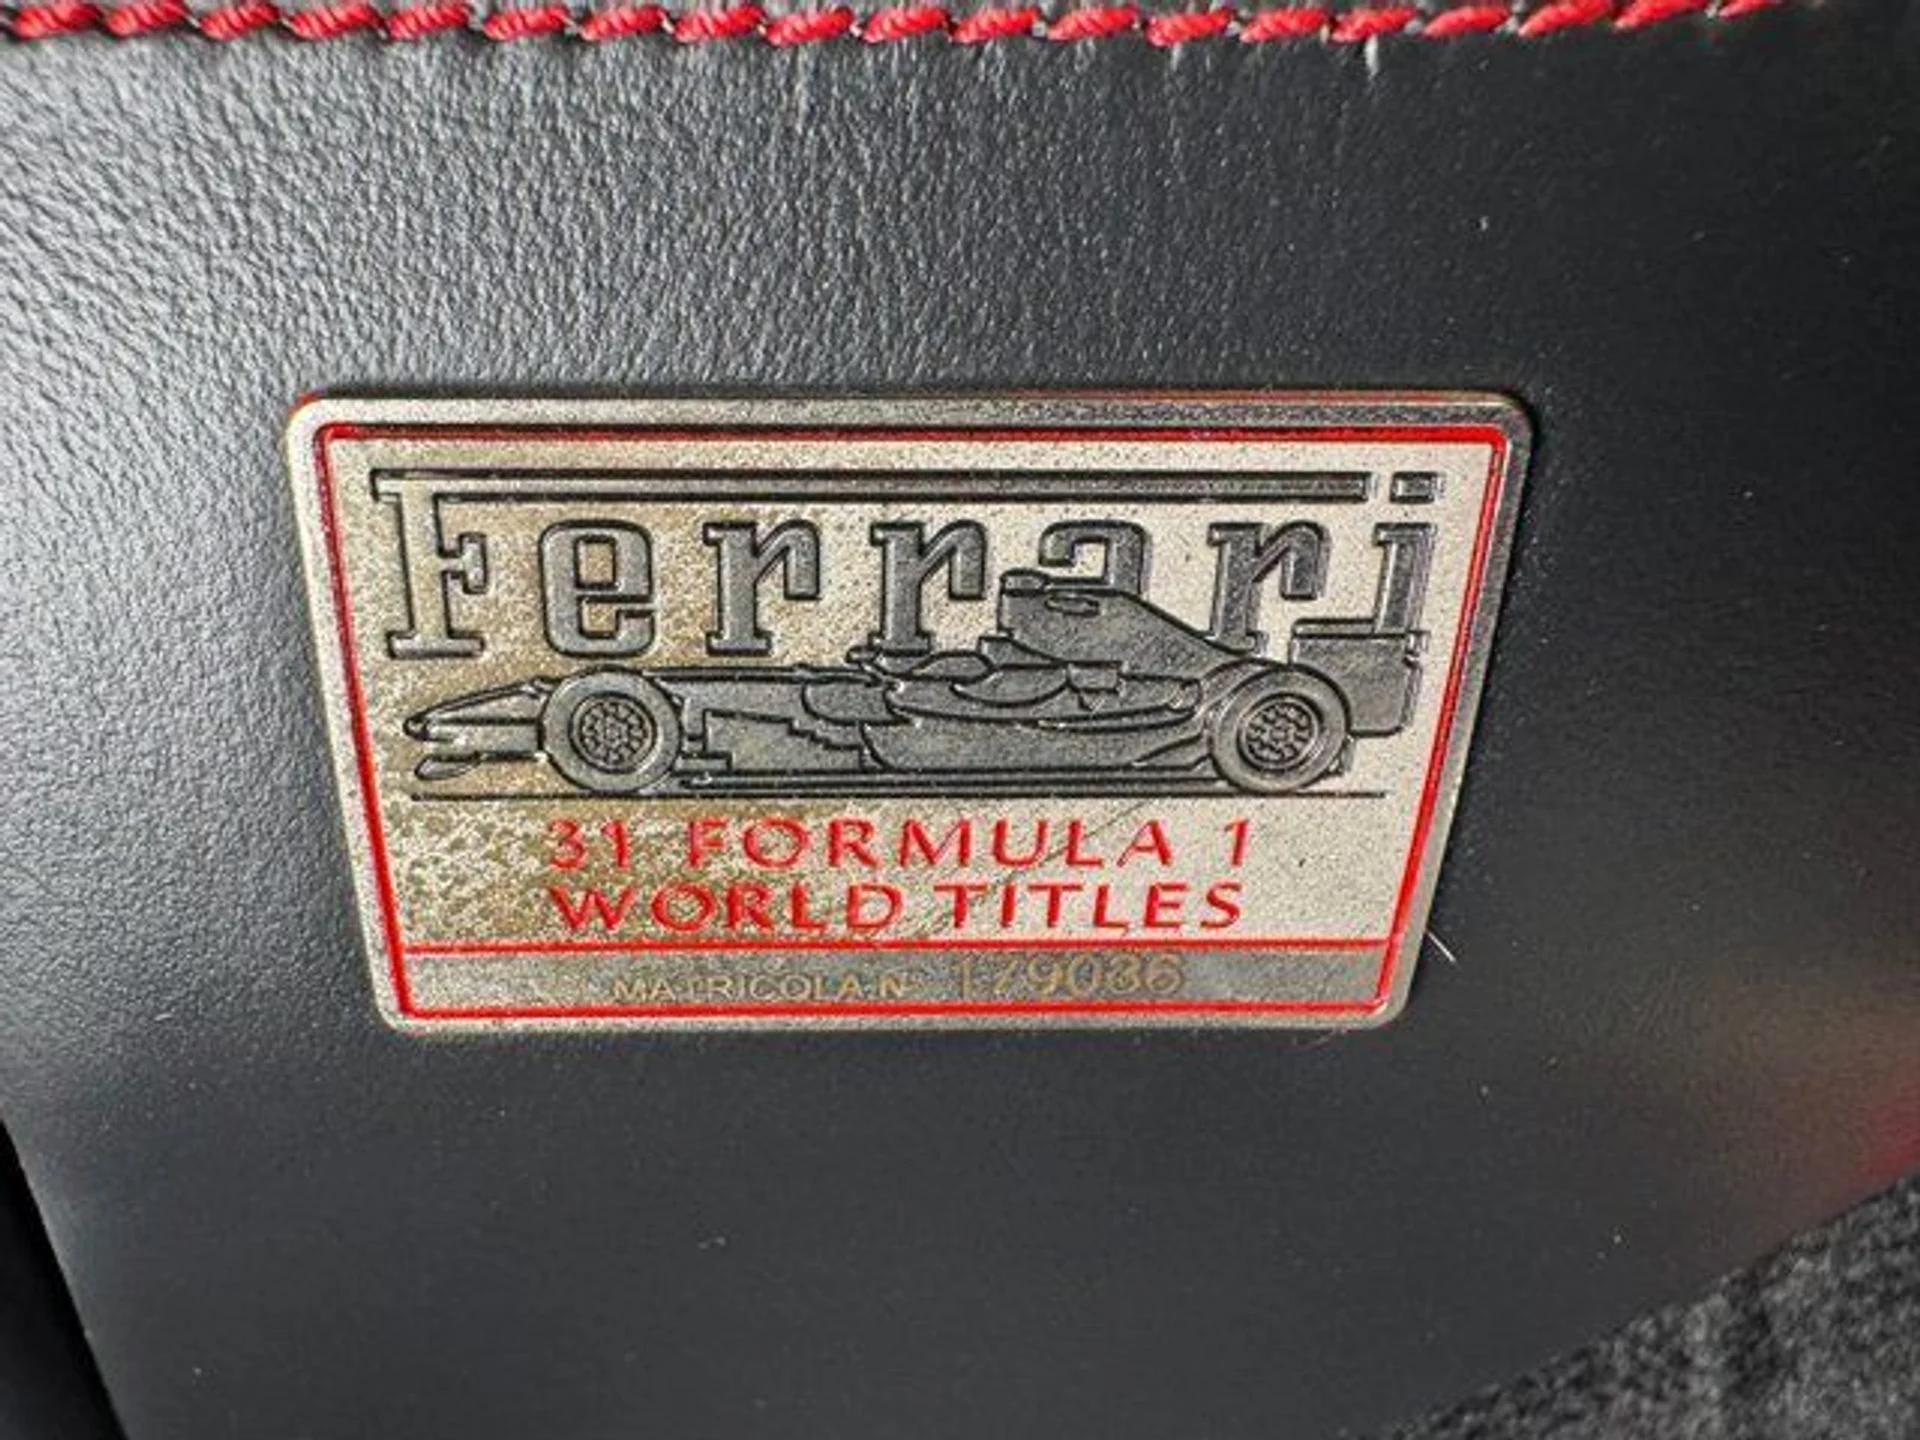 Ferrari
31 FORMULA 1
WORLD TITLES
MATRICOLA N° 179036